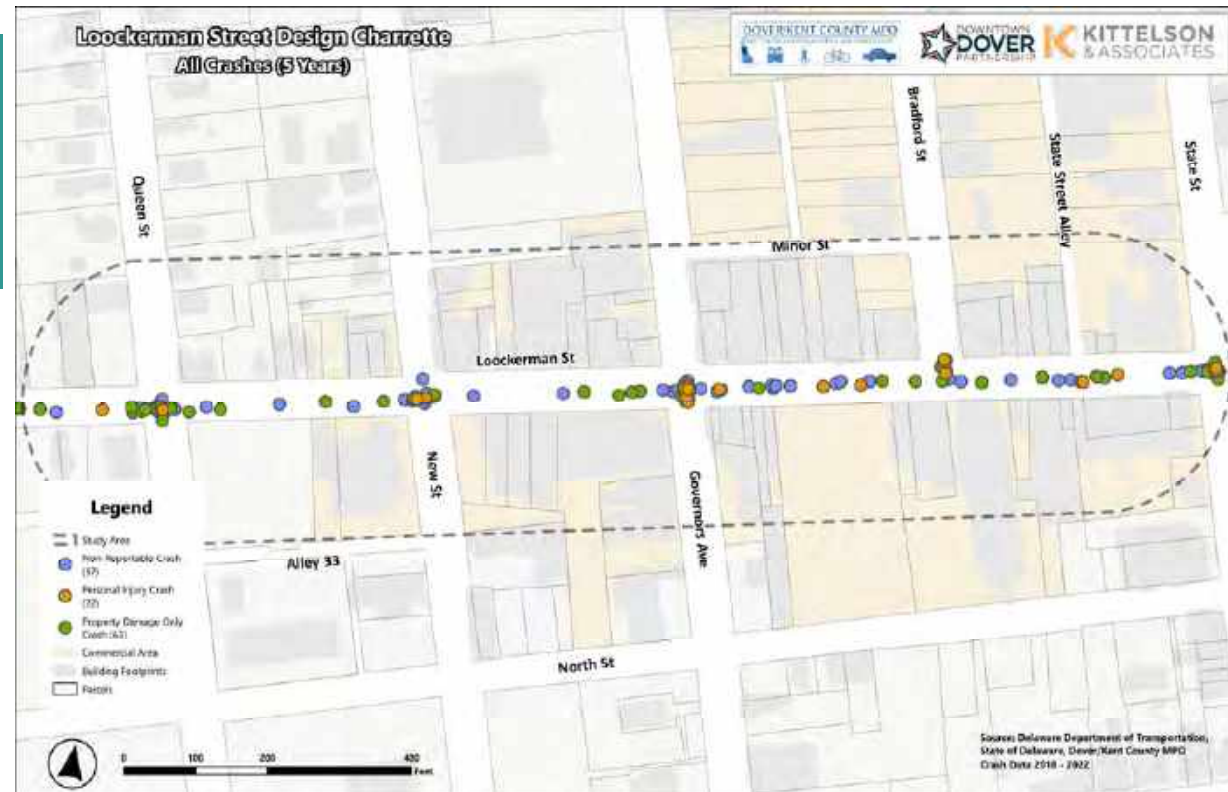 Loockerman Street Design Charrette
All Crashes (5 Years)
DOVER/KENT COUNTY MPO
DOWNTOWN
DOVER
PARTNERSHIP
KITTELSON
& ASSOCIATES
Queen St
Bradford St
State Street Alley
State St
Minor St
Loockerman St
New St
Governors Ave
Alley 33
North St
Legend
Study Area
Non-Reportable Crash
Personal Injury Crash
Property Damage Only
Crash
Commercial Area
Building Footprints
Parcels
0 100 200 400
Feet
Source: Delaware Department of Transportation,
State of Delaware, Dover/Kent County MPO
Crash Data 2018 - 2022